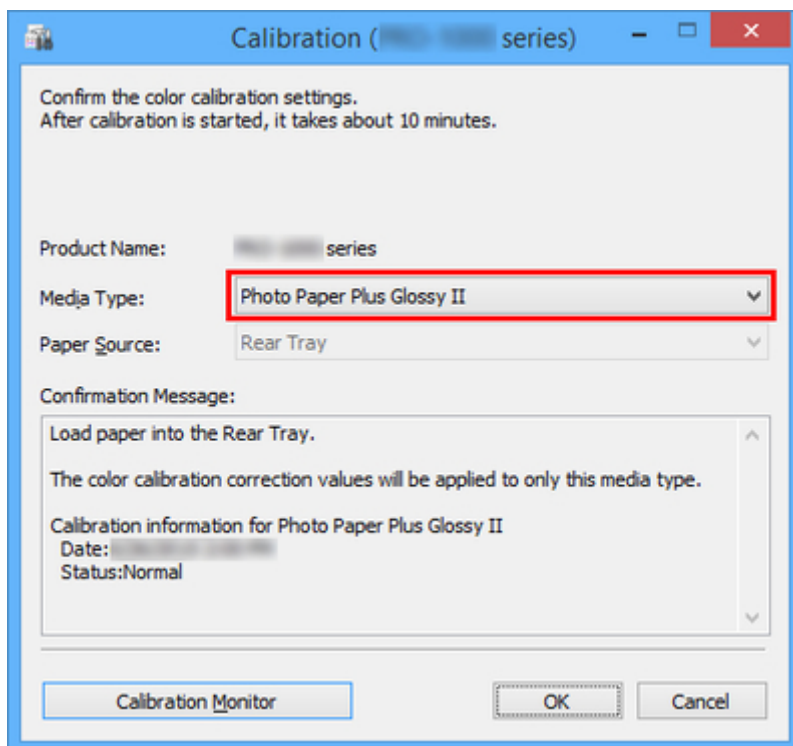 Calibration ( series)
Confirm the color calibration settings.
After calibration is started, it takes about 10 minutes.
Product Name: series
Media Type: Photo Paper Plus Glossy II
Paper Source: Rear Tray
Confirmation Message:
Load paper into the Rear Tray.
The color calibration correction values will be applied to only this media type.
Calibration information for Photo Paper Plus Glossy II
Date:
Status:Normal
Calibration Monitor OK Cancel